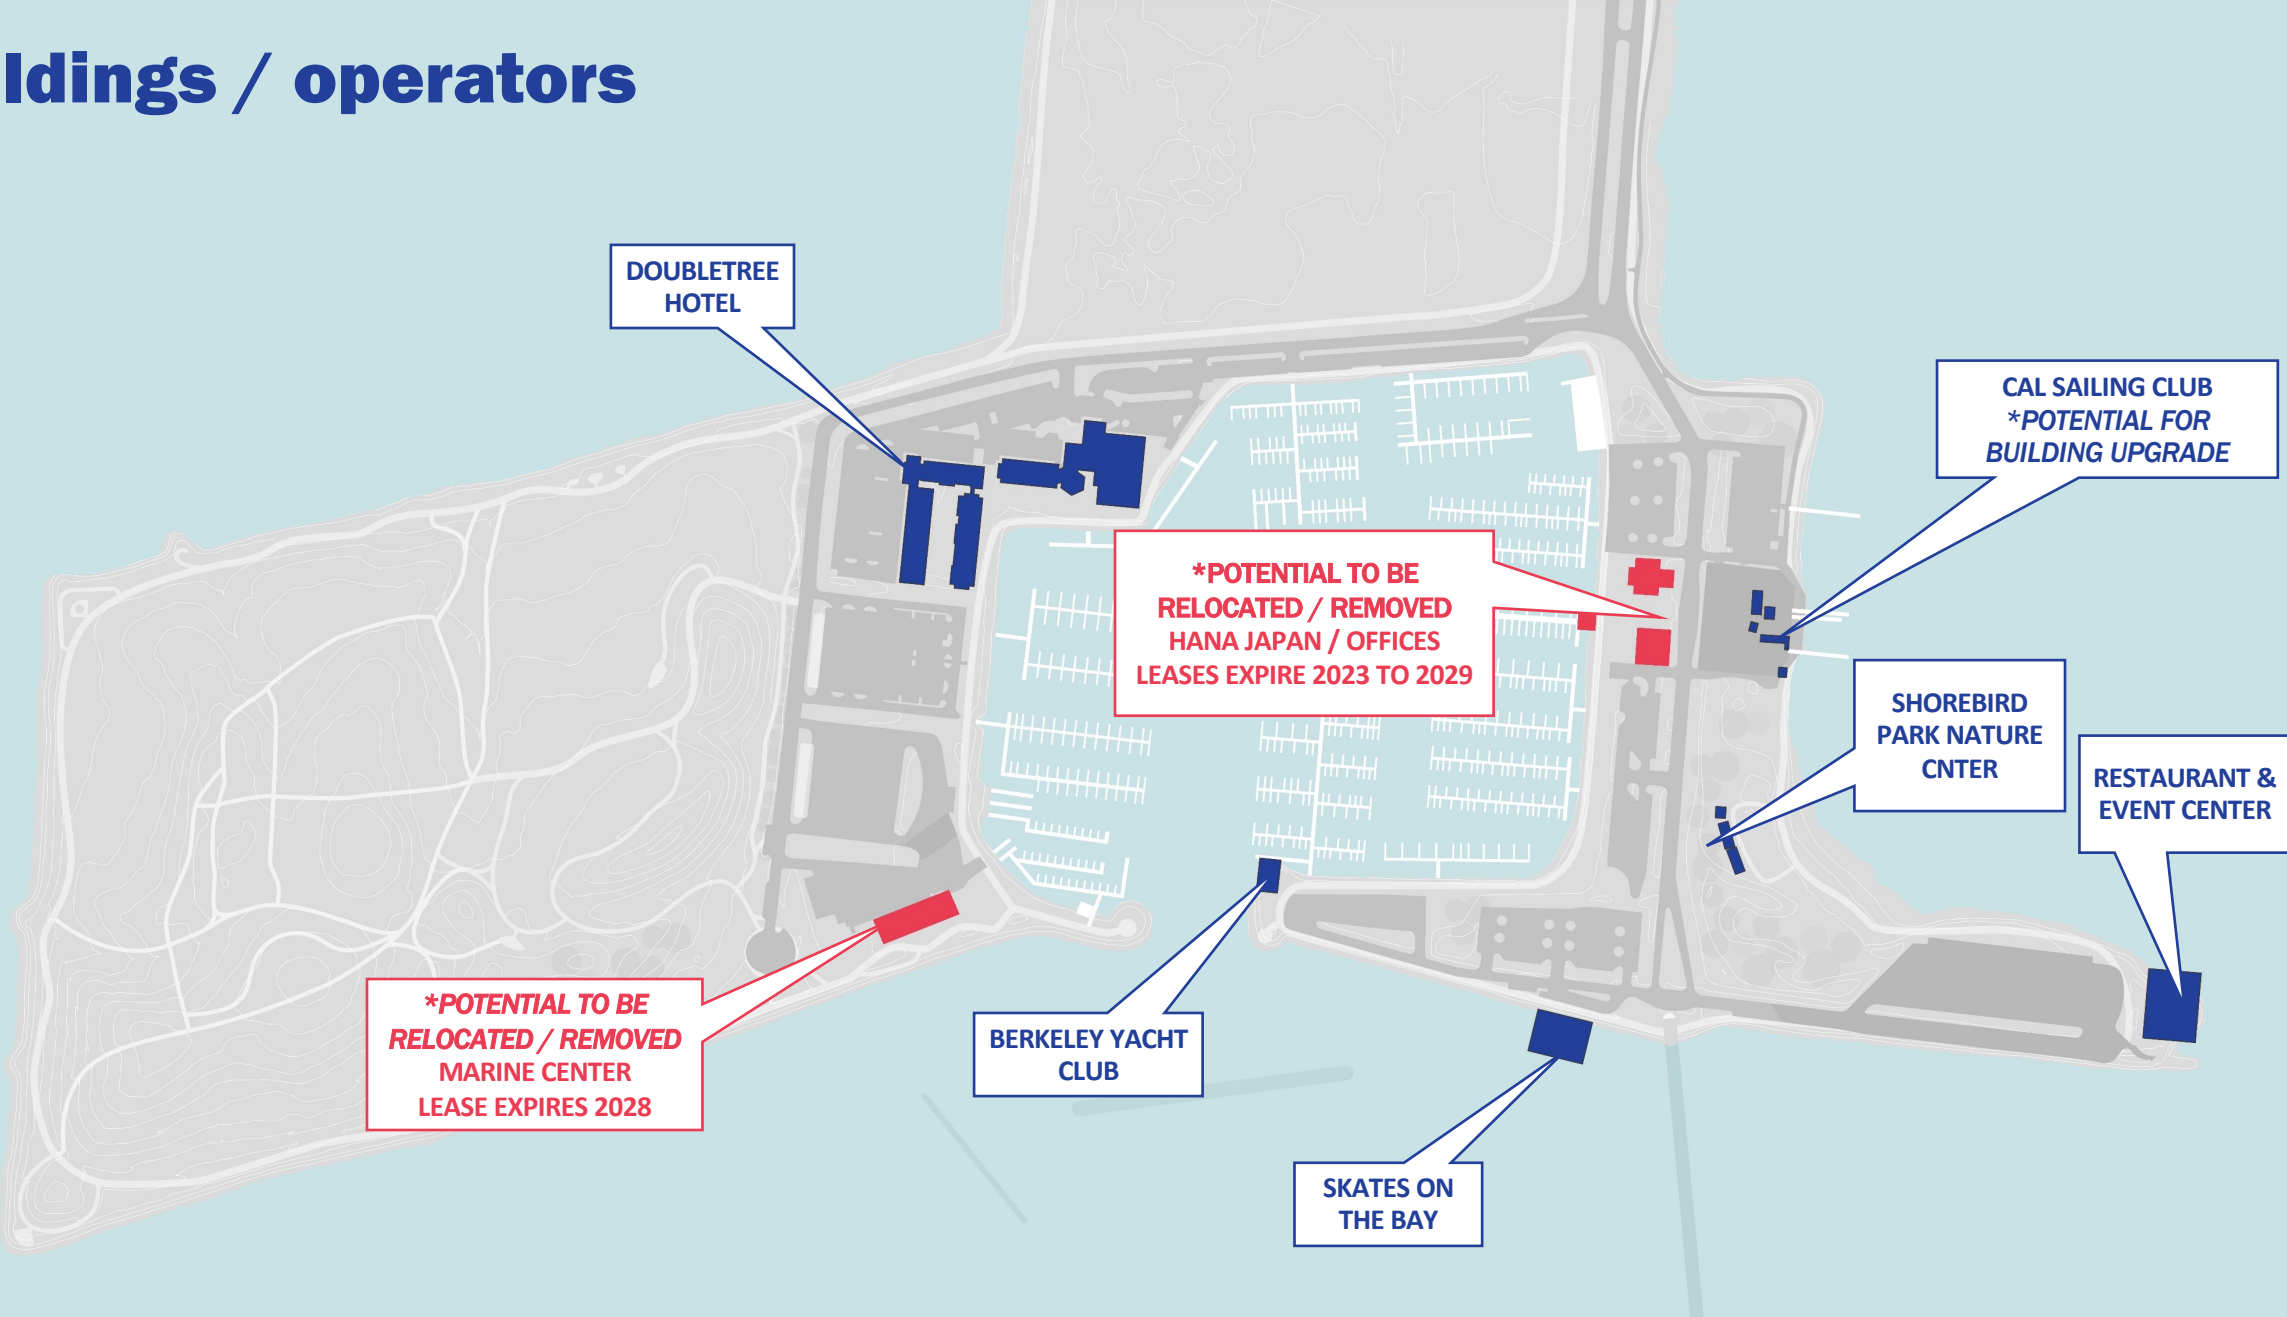 ldings / operators
DOUBLETREE
HOTEL
CAL SAILING CLUB
*POTENTIAL FOR
BUILDING UPGRADE
*POTENTIAL TO BE
RELOCATED / REMOVED
HANA JAPAN / OFFICES
LEASES EXPIRE 2023 TO 2029
SHOREBIRD
PARK NATURE
CNTER
RESTAURANT &
EVENT CENTER
*POTENTIAL TO BE
RELOCATED / REMOVED
MARINE CENTER
LEASE EXPIRES 2028
BERKELEY YACHT
CLUB
SKATES ON
THE BAY